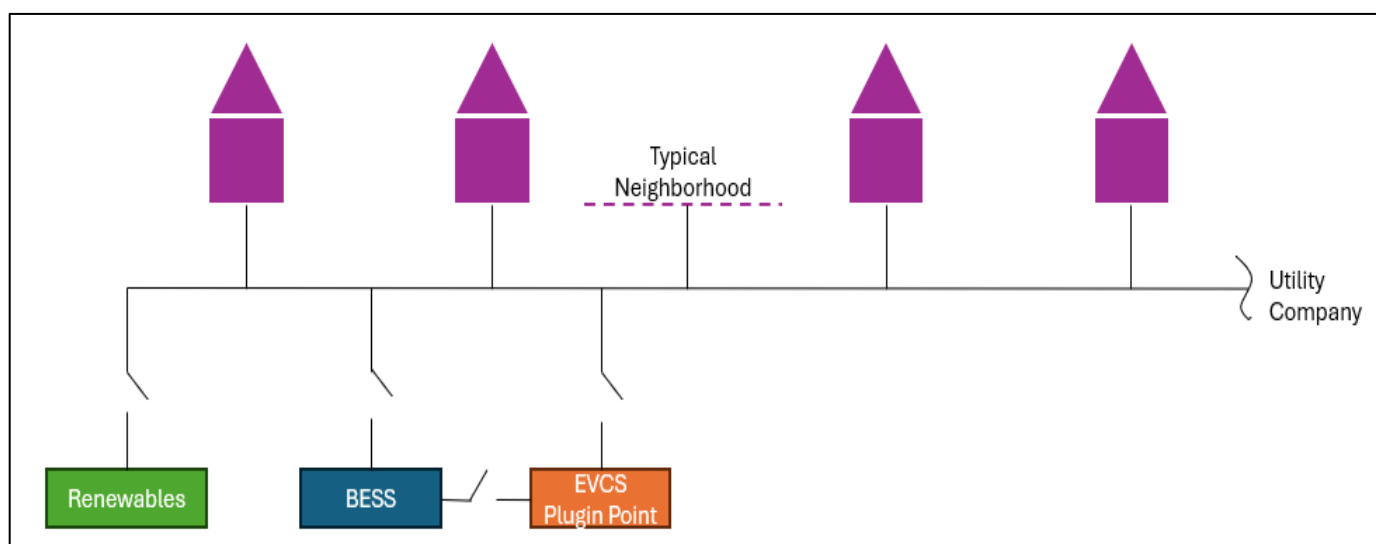 Typical
Neighborhood
Utility
Company
Renewables
BESS
EVCS
Plugin Point